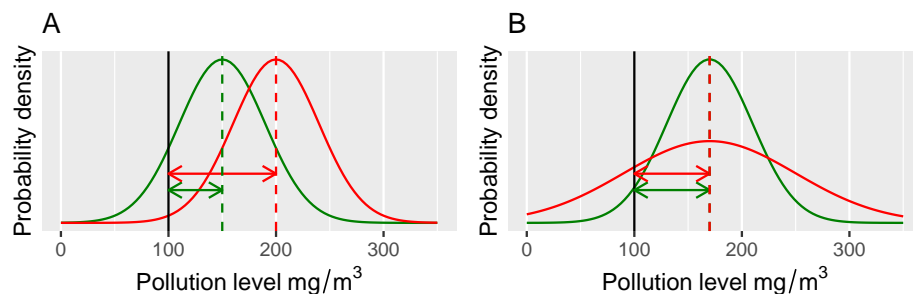 A
Probability density
0 100 200 300
Pollution level mg/m³
B
Probability density
0 100 200 300
Pollution level mg/m³